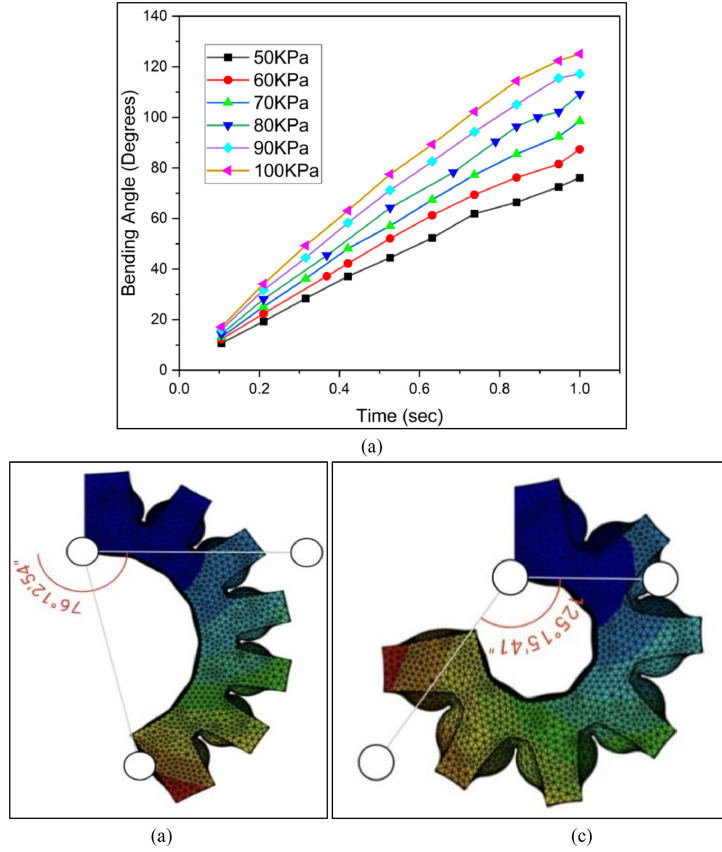 140
120
100
80
60
40
20
0
Bending Angle (Degrees)
50KPa
60KPa
70KPa
80KPa
90KPa
100KPa
0.0 0.2 0.4 0.6 0.8 1.0
Time (sec)
(a)
76°12'54"
125°15'41"
(a) (c)